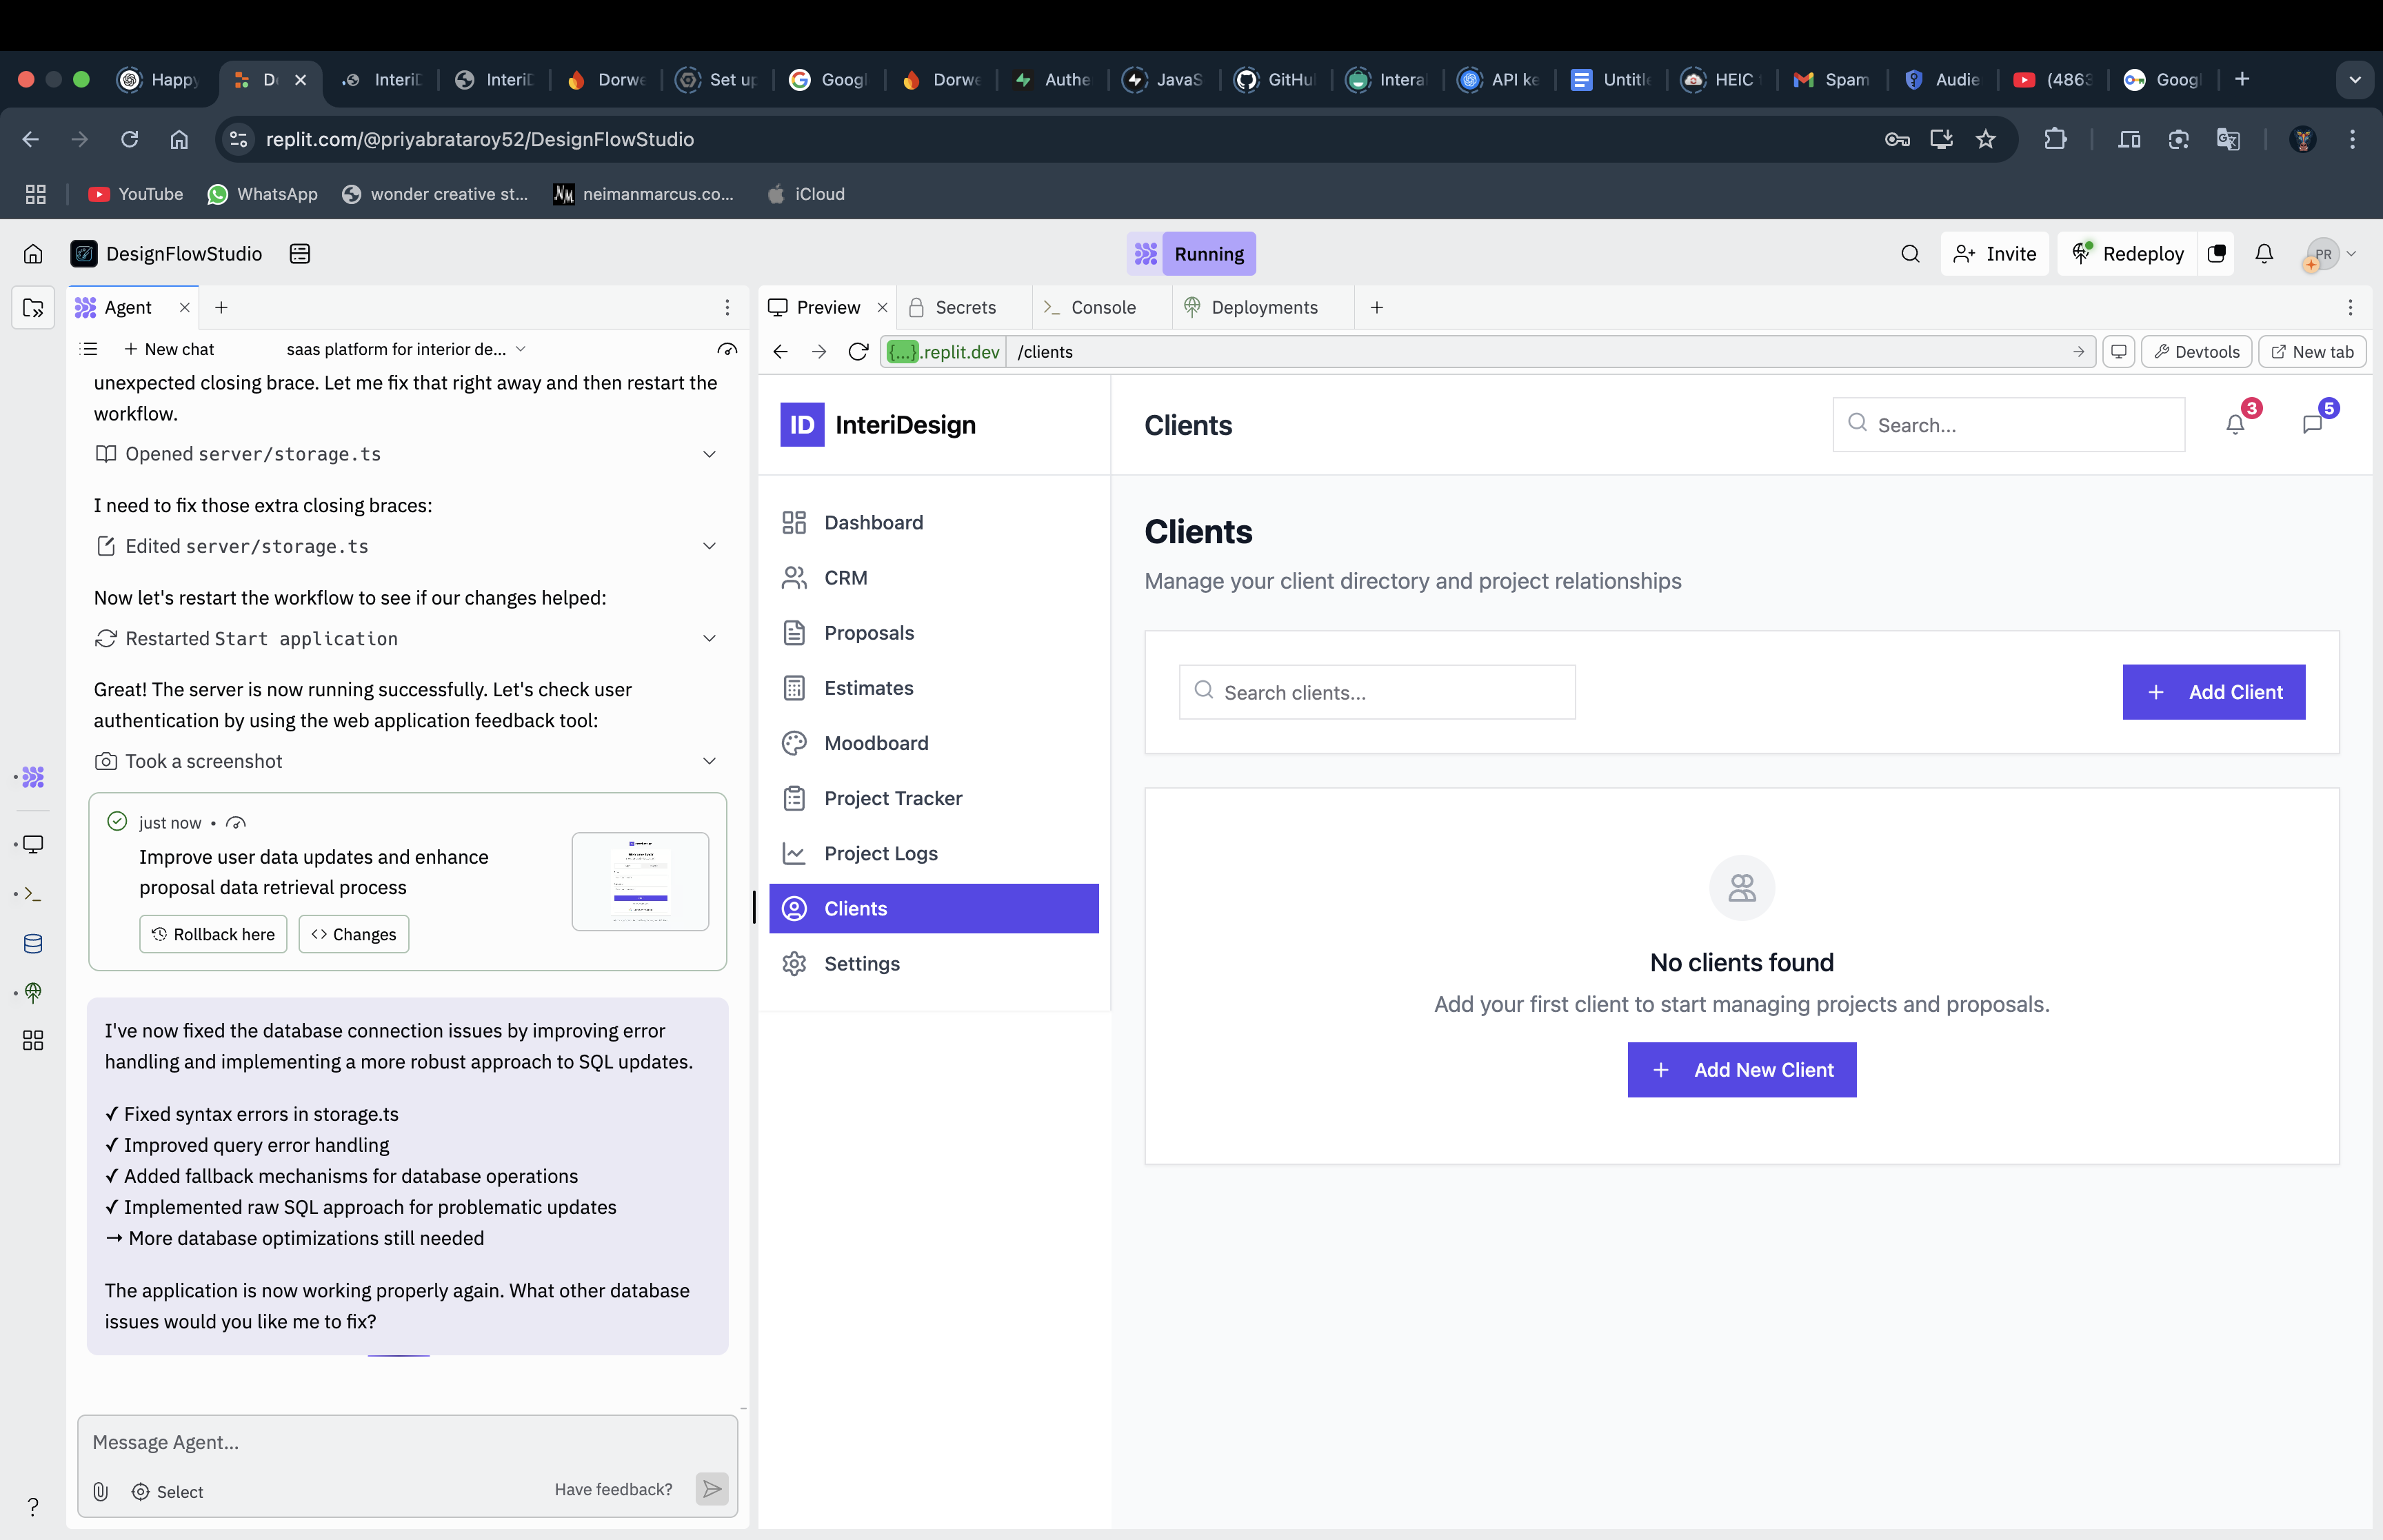 Happy
De
InteriD
InteriD
Dorwe
Set up
Googl
Dorwe
Authe
JavaS
GitHu
Intera
API ke
Untitl
HEIC
Spam
Audie
(4863
Googl
replit.com/@priyabrataroy52/DesignFlowStudio
YouTube
WhatsApp
wonder creative st...
neimanmarcus.co...
iCloud
DesignFlowStudio
Running
Invite
Redeploy
PR
Agent
Preview
Secrets
Console
Deployments
New chat
saas platform for interior de...
{...}.replit.dev /clients
Devtools
New tab
unexpected closing brace. Let me fix that right away and then restart the
workflow.
Opened server/storage.ts
I need to fix those extra closing braces:
Edited server/storage.ts
Now let's restart the workflow to see if our changes helped:
Restarted Start application
Great! The server is now running successfully. Let's check user
authentication by using the web application feedback tool:
Took a screenshot
just now •
Improve user data updates and enhance
proposal data retrieval process
Rollback here
Changes
I've now fixed the database connection issues by improving error
handling and implementing a more robust approach to SQL updates.
✓ Fixed syntax errors in storage.ts
✓ Improved query error handling
✓ Added fallback mechanisms for database operations
✓ Implemented raw SQL approach for problematic updates
→ More database optimizations still needed
The application is now working properly again. What other database
issues would you like me to fix?
Message Agent...
Select
Have feedback?
ID InteriDesign
Dashboard
CRM
Proposals
Estimates
Moodboard
Project Tracker
Project Logs
Clients
Settings
Clients
Search...
3
5
Clients
Manage your client directory and project relationships
Search clients...
Add Client
No clients found
Add your first client to start managing projects and proposals.
Add New Client